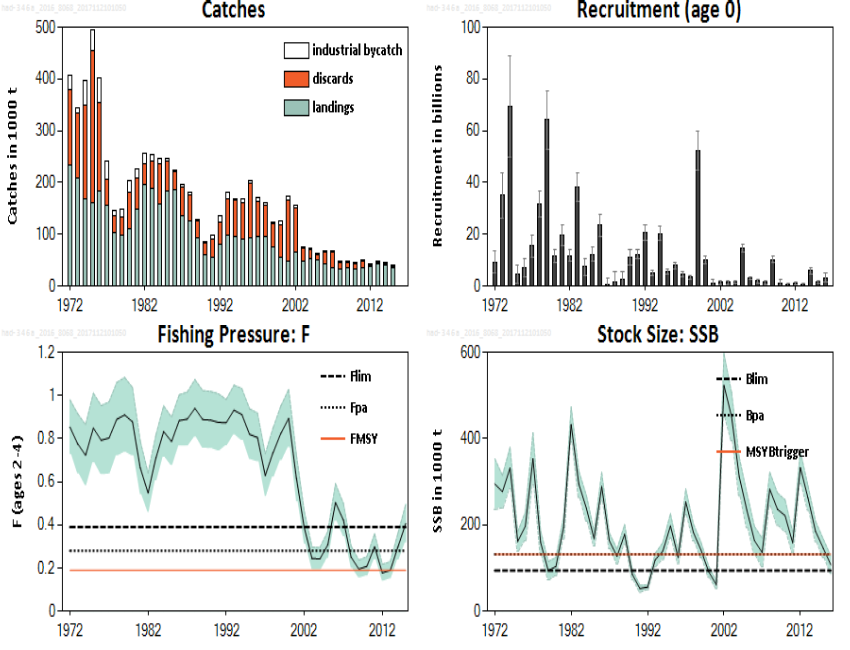 Catches
500
400
300
200
100
0
Catches in 1000 t
industrial bycatch
discards
landings
1972
1982
1992
2002
2012
Recruitment (age 0)
100
80
60
40
20
0
Recruitment in billions
1972
1982
1992
2002
2012
Fishing Pressure: F
1.2
1
0.8
0.6
0.4
0.2
0
F (ages 2-4)
Flim
Fpa
FMSY
1972
1982
1992
2002
2012
Stock Size: SSB
600
400
200
0
SSB in 1000 t
Blim
Bpa
MSYBtrigger
1972
1982
1992
2002
2012